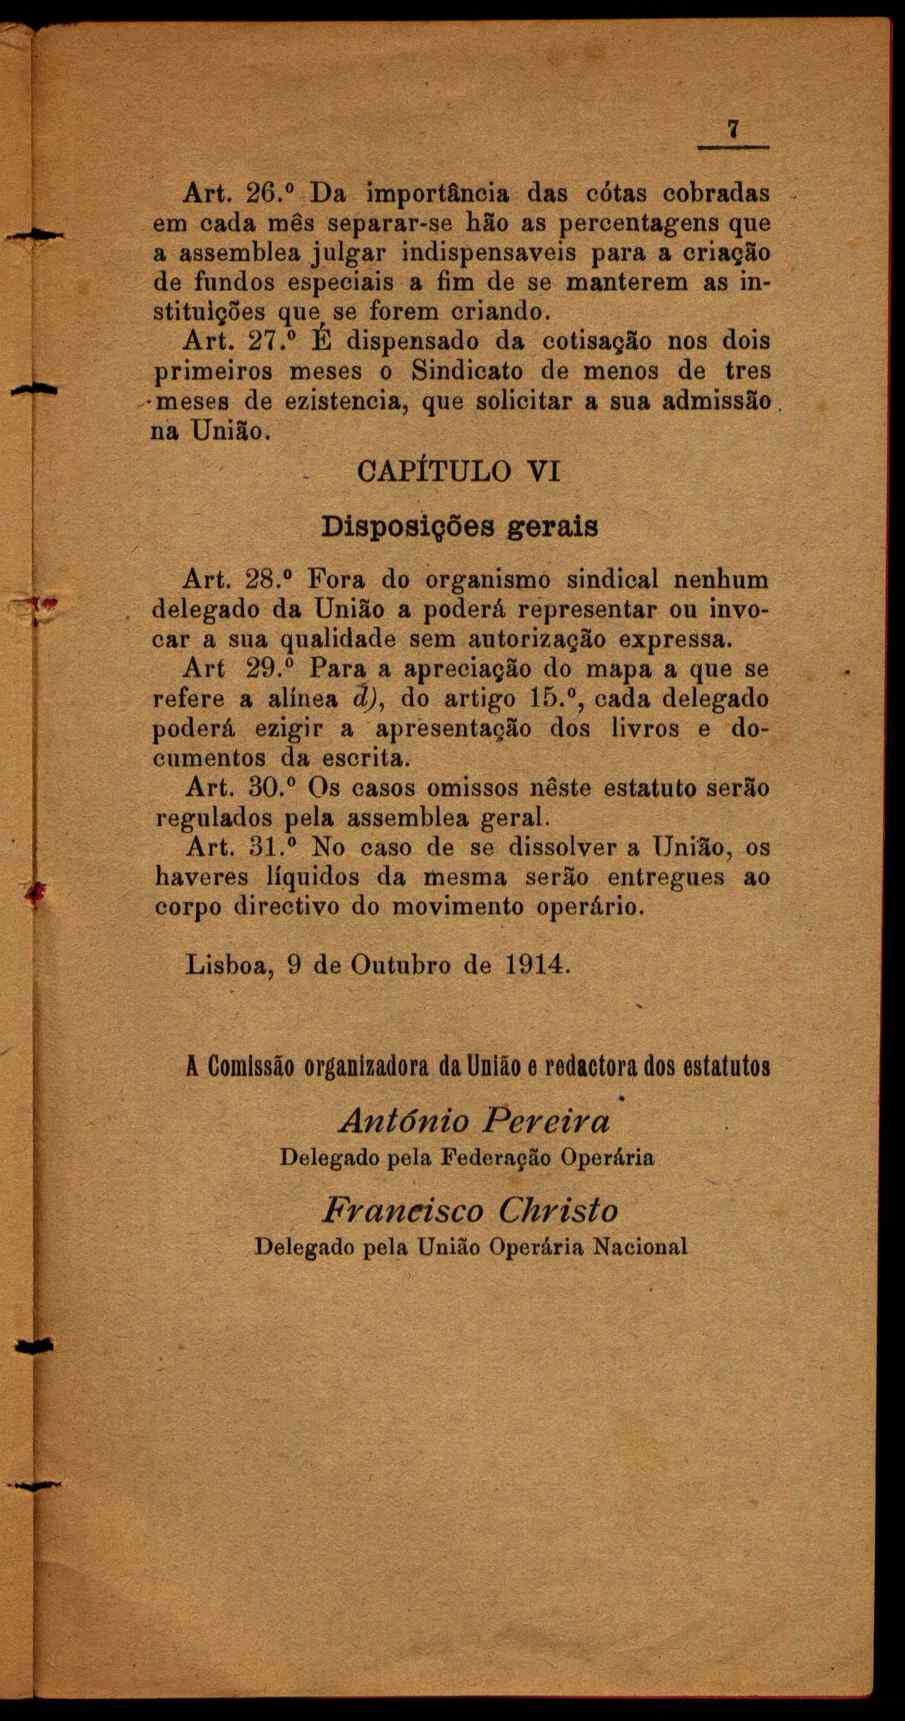 7
Art. 26.º Da importância das cótas cobradas
em cada mês separar-se hão as percentagens que
a assemblea julgar indispensaveis para a criação
de fundos especiais a fim de se manterem as in-
stituições que se forem criando.
Art. 27.º É dispensado da cotisação nos dois
primeiros meses o Sindicato de menos de tres
meses de ezistencia, que solicitar a sua admissão
na União.
CAPÍTULO VI
Disposições gerais
Art. 28.º Fora do organismo sindical nenhum
delegado da União a poderá representar ou invo-
car a sua qualidade sem autorização expressa.
Art 29.º Para a apreciação do mapa a que se
refere a alínea d), do artigo 15.º, cada delegado
poderá ezigir a apresentação dos livros e do-
cumentos da escrita.
Art. 30.º Os casos omissos nêste estatuto serão
regulados pela assemblea geral.
Art. 31.º No caso de se dissolver a União, os
haveres líquidos da mesma serão entregues ao
corpo directivo do movimento operário.
Lisboa, 9 de Outubro de 1914.
A Comissão organizadora da União e redactora dos estatutos
António Pereira
Delegado pela Federação Operária
Francisco Christo
Delegado pela União Operária Nacional